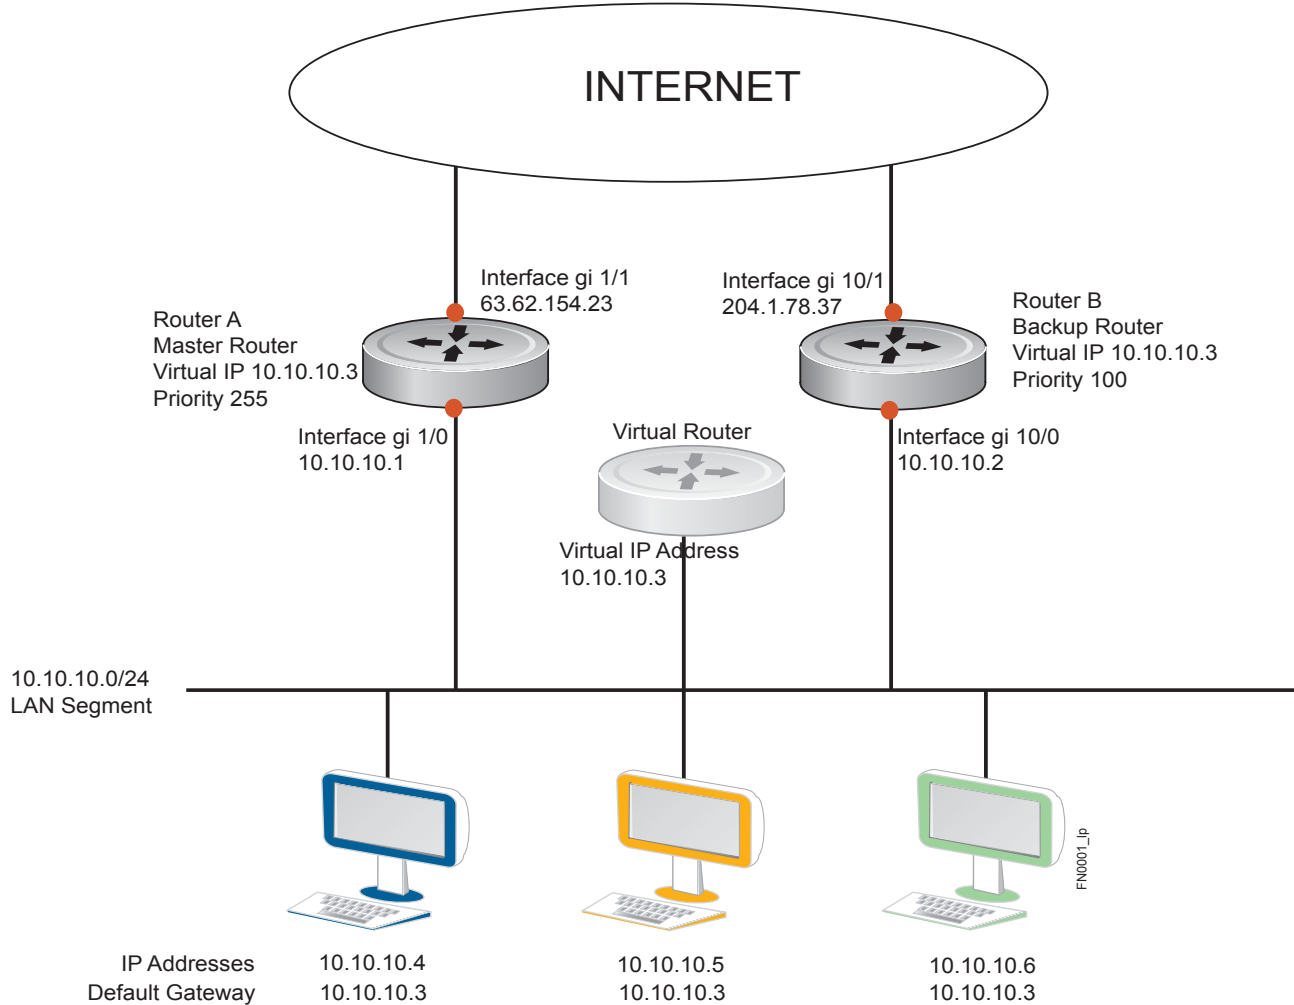 INTERNET
Interface gi 1/1
63.62.154.23
Interface gi 10/1
204.1.78.37
Router A
Master Router
Virtual IP 10.10.10.3
Priority 255
Router B
Backup Router
Virtual IP 10.10.10.3
Priority 100
Interface gi 1/0
10.10.10.1
Virtual Router
Interface gi 10/0
10.10.10.2
Virtual IP Address
10.10.10.3
10.10.10.0/24
LAN Segment
FN0001_lp
IP Addresses 10.10.10.4 10.10.10.5 10.10.10.6
Default Gateway 10.10.10.3 10.10.10.3 10.10.10.3